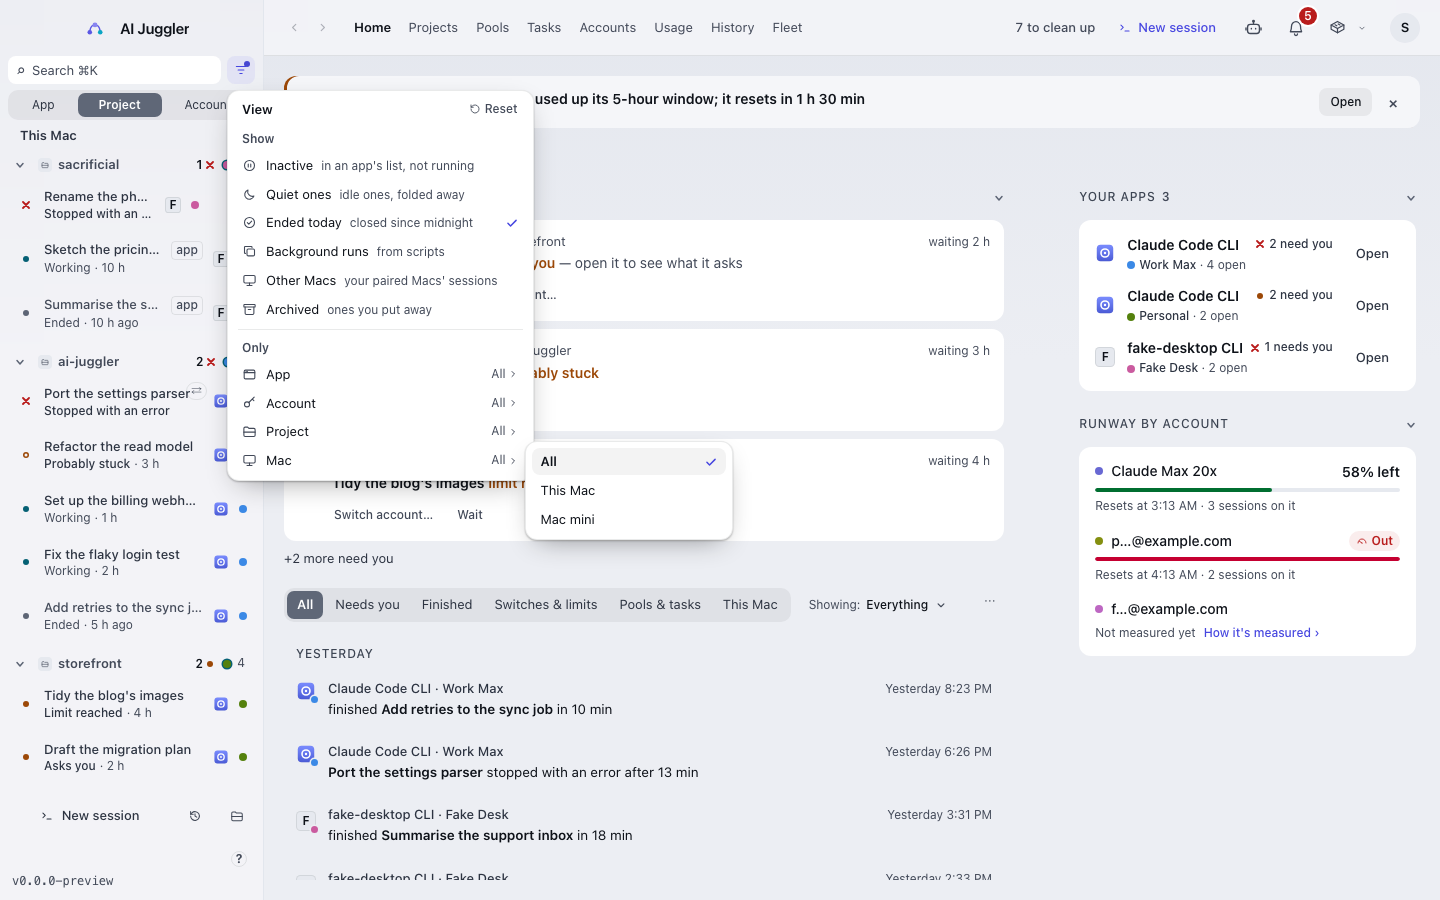 AI Juggler
Search ⌘K
App Project Accoun
This Mac
sacrificial 1
Rename the ph... F
Stopped with an ...
Sketch the pricin... app F
Working · 10 h
Summarise the s... app F
Ended · 10 h ago
ai-juggler 2
Port the settings parser
Stopped with an error
Refactor the read model
Probably stuck · 3 h
Set up the billing webh...
Working · 1 h
Fix the flaky login test
Working · 2 h
Add retries to the sync j...
Ended · 5 h ago
storefront 2 4
Tidy the blog's images
Limit reached · 4 h
Draft the migration plan
Asks you · 2 h
New session
?
v0.0.0-preview
Home Projects Pools Tasks Accounts Usage History Fleet
7 to clean up New session 5 S
used up its 5-hour window; it resets in 1 h 30 min Open
View Reset
Show
Inactive in an app's list, not running
Quiet ones idle ones, folded away
Ended today closed since midnight
Background runs from scripts
Other Macs your paired Macs' sessions
Archived ones you put away
Only
App All ›
Account All ›
Project All ›
Mac All ›
All
This Mac
Mac mini
efront waiting 2 h
you — open it to see what it asks
nt...
uggler waiting 3 h
ably stuck
waiting 4 h
Tidy the blog's images limit r
Switch account... Wait
+2 more need you
All Needs you Finished Switches & limits Pools & tasks This Mac Showing: Everything ...
YESTERDAY
Claude Code CLI · Work Max Yesterday 8:23 PM
finished Add retries to the sync job in 10 min
Claude Code CLI · Work Max Yesterday 6:26 PM
Port the settings parser stopped with an error after 13 min
F fake-desktop CLI · Fake Desk Yesterday 3:31 PM
finished Summarise the support inbox in 18 min
fake-desktop CLI · Fake Desk Yesterday 2:33 PM
YOUR APPS 3
Claude Code CLI 2 need you
Work Max · 4 open Open
Claude Code CLI 2 need you
Personal · 2 open Open
F fake-desktop CLI 1 needs you
Fake Desk · 2 open Open
RUNWAY BY ACCOUNT
Claude Max 20x 58% left
Resets at 3:13 AM · 3 sessions on it
p...@example.com Out
Resets at 4:13 AM · 2 sessions on it
f...@example.com
Not measured yet How it's measured ›